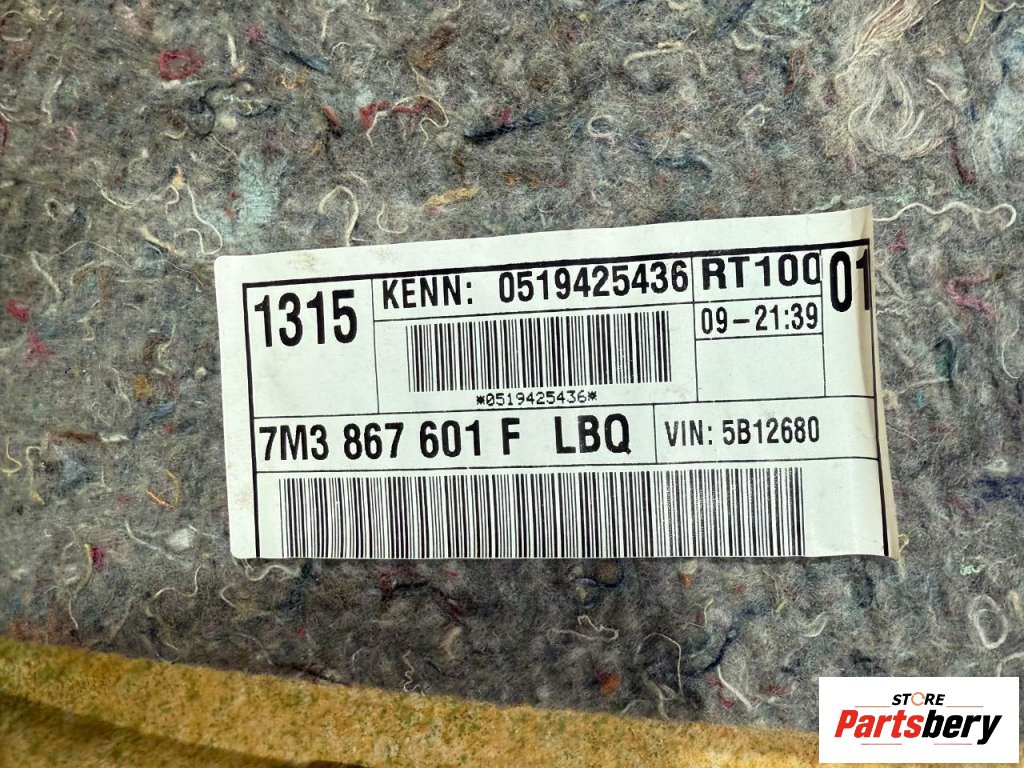 1315
KENN: 0519425436
RT100
01
09-21:39
*0519425436*
7M3 867 601 F LBQ
VIN: 5B12680
STORE
Partsbery